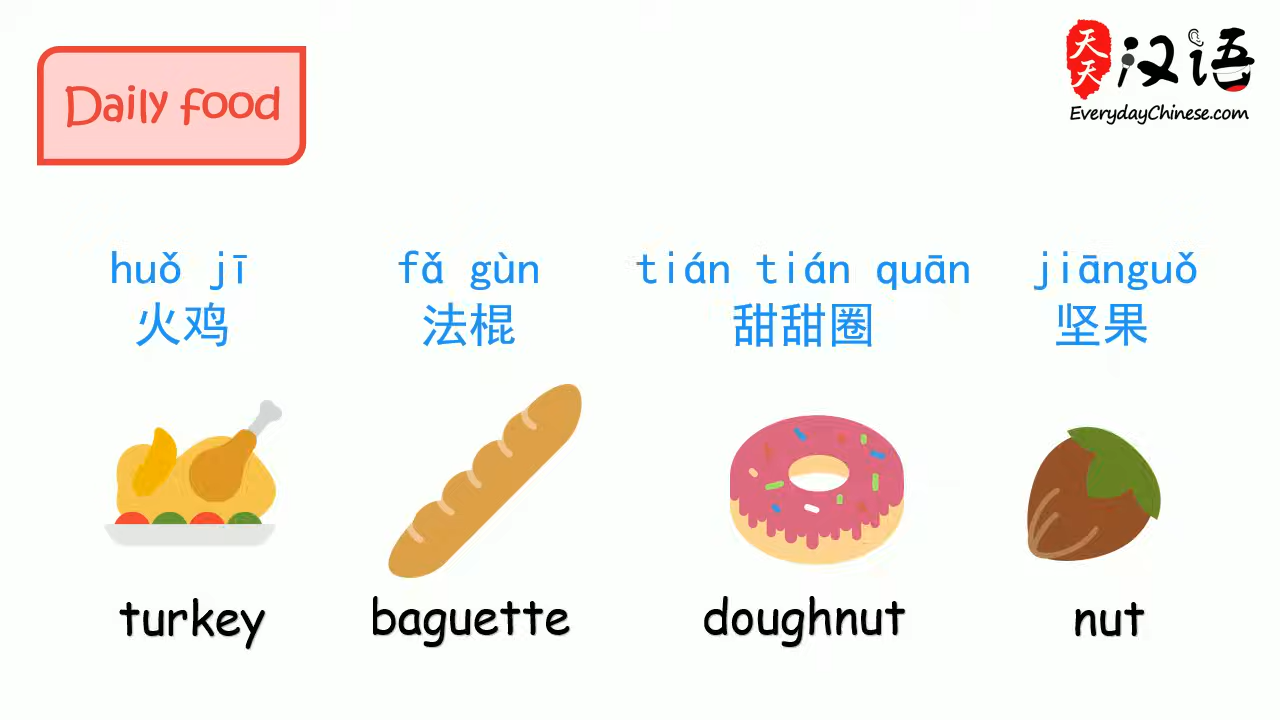 Daily food
天天 汉语
EverydayChinese.com
huǒ jī
火鸡
turkey
fǎ gùn
法棍
baguette
tián tián quān
甜甜圈
doughnut
jiānguǒ
坚果
nut